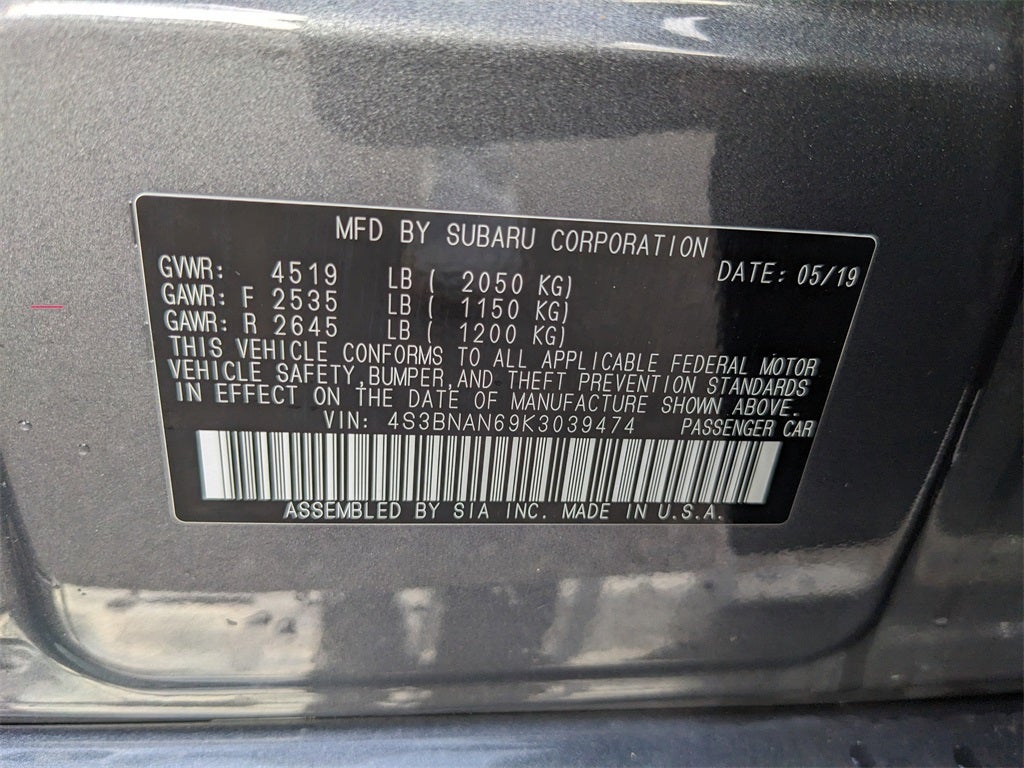 MFD BY SUBARU CORPORATION
GVWR: 4519 LB ( 2050 KG) DATE: 05/19
GAWR: F 2535 LB ( 1150 KG)
GAWR: R 2645 LB ( 1200 KG)
THIS VEHICLE CONFORMS TO ALL APPLICABLE FEDERAL MOTOR
VEHICLE SAFETY,BUMPER,AND THEFT PREVENTION STANDARDS
IN EFFECT ON THE DATE OF MANUFACTURE SHOWN ABOVE.
VIN: 4S3BNAN69K3039474 PASSENGER CAR
ASSEMBLED BY SIA INC. MADE IN U.S.A.